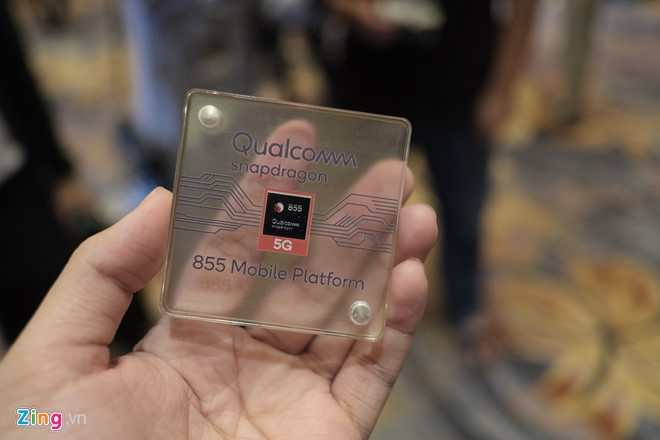 Qualcomm
snapdragon
855
Qualcomm
snapdragon
5G
855 Mobile Platform
Zing.vn